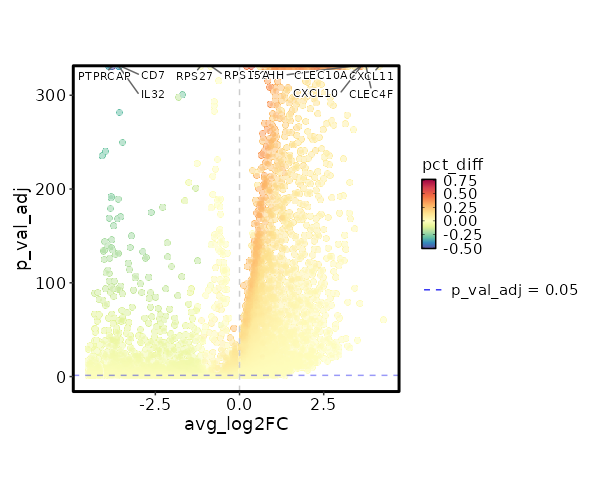 PTPRCAP
CD7
RPS27
RPS15A
HH
CLEC10A
CXCL11
IL32
CXCL10
CLEC4F
300
200
100
0
p_val_adj
-2.5
0.0
2.5
avg_log2FC
pct_diff
0.75
0.50
0.25
0.00
-0.25
-0.50
p_val_adj = 0.05